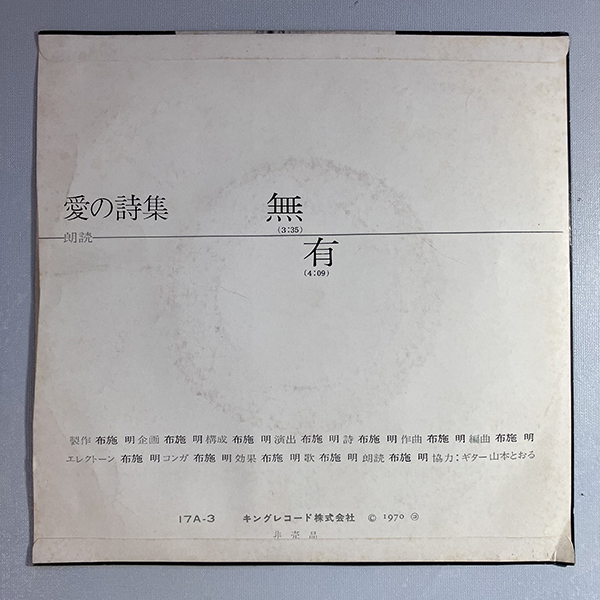 愛の詩集
朗読
無
(3:35)
有
(4:09)
製作 布施 明 企画 布施 明 構成 布施 明 演出 布施 明 詩 布施 明 作曲 布施 明 編曲 布施 明
エレクトーン 布施 明 コンガ 布施 明 効果 布施 明 歌 布施 明 朗読 布施 明 協力:ギター 山本とおる
17A-3 キングレコード株式会社 © 1970 ㋙
非売品